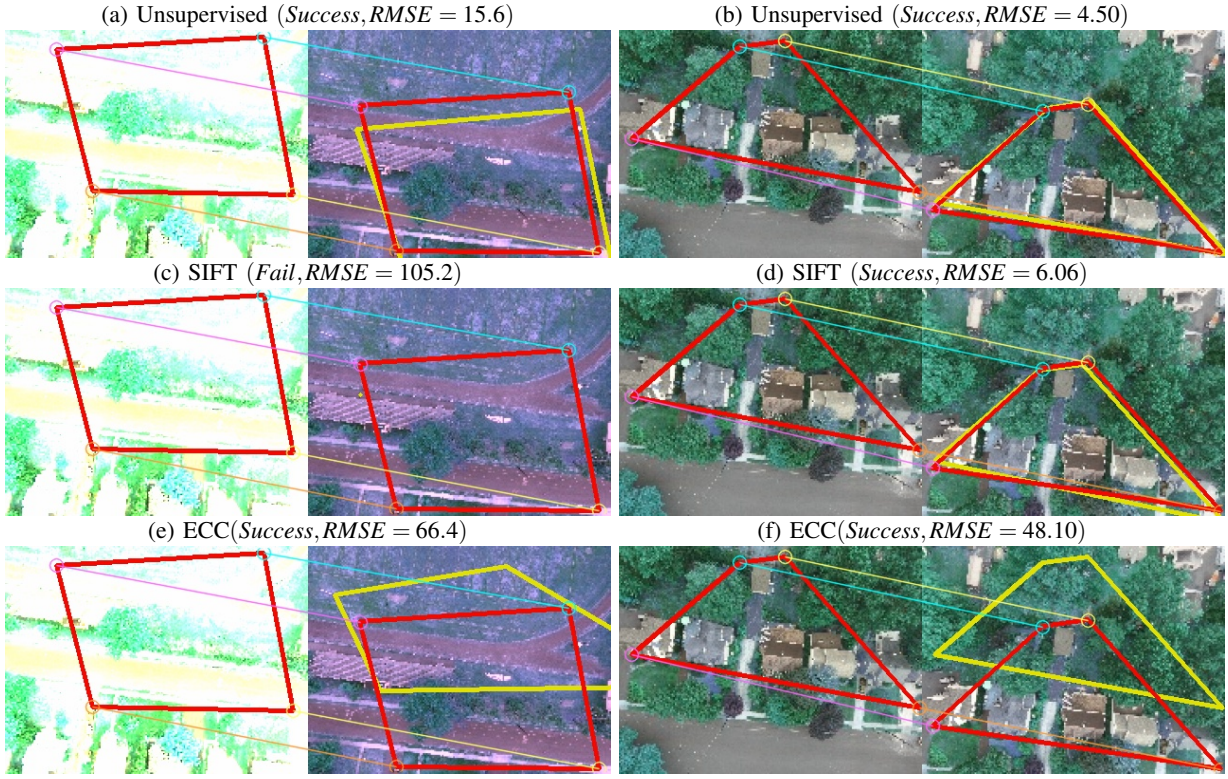 (a) Unsupervised (Success, RMSE = 15.6)
(b) Unsupervised (Success, RMSE = 4.50)
(c) SIFT (Fail, RMSE = 105.2)
(d) SIFT (Success, RMSE = 6.06)
(e) ECC(Success, RMSE = 66.4)
(f) ECC(Success, RMSE = 48.10)